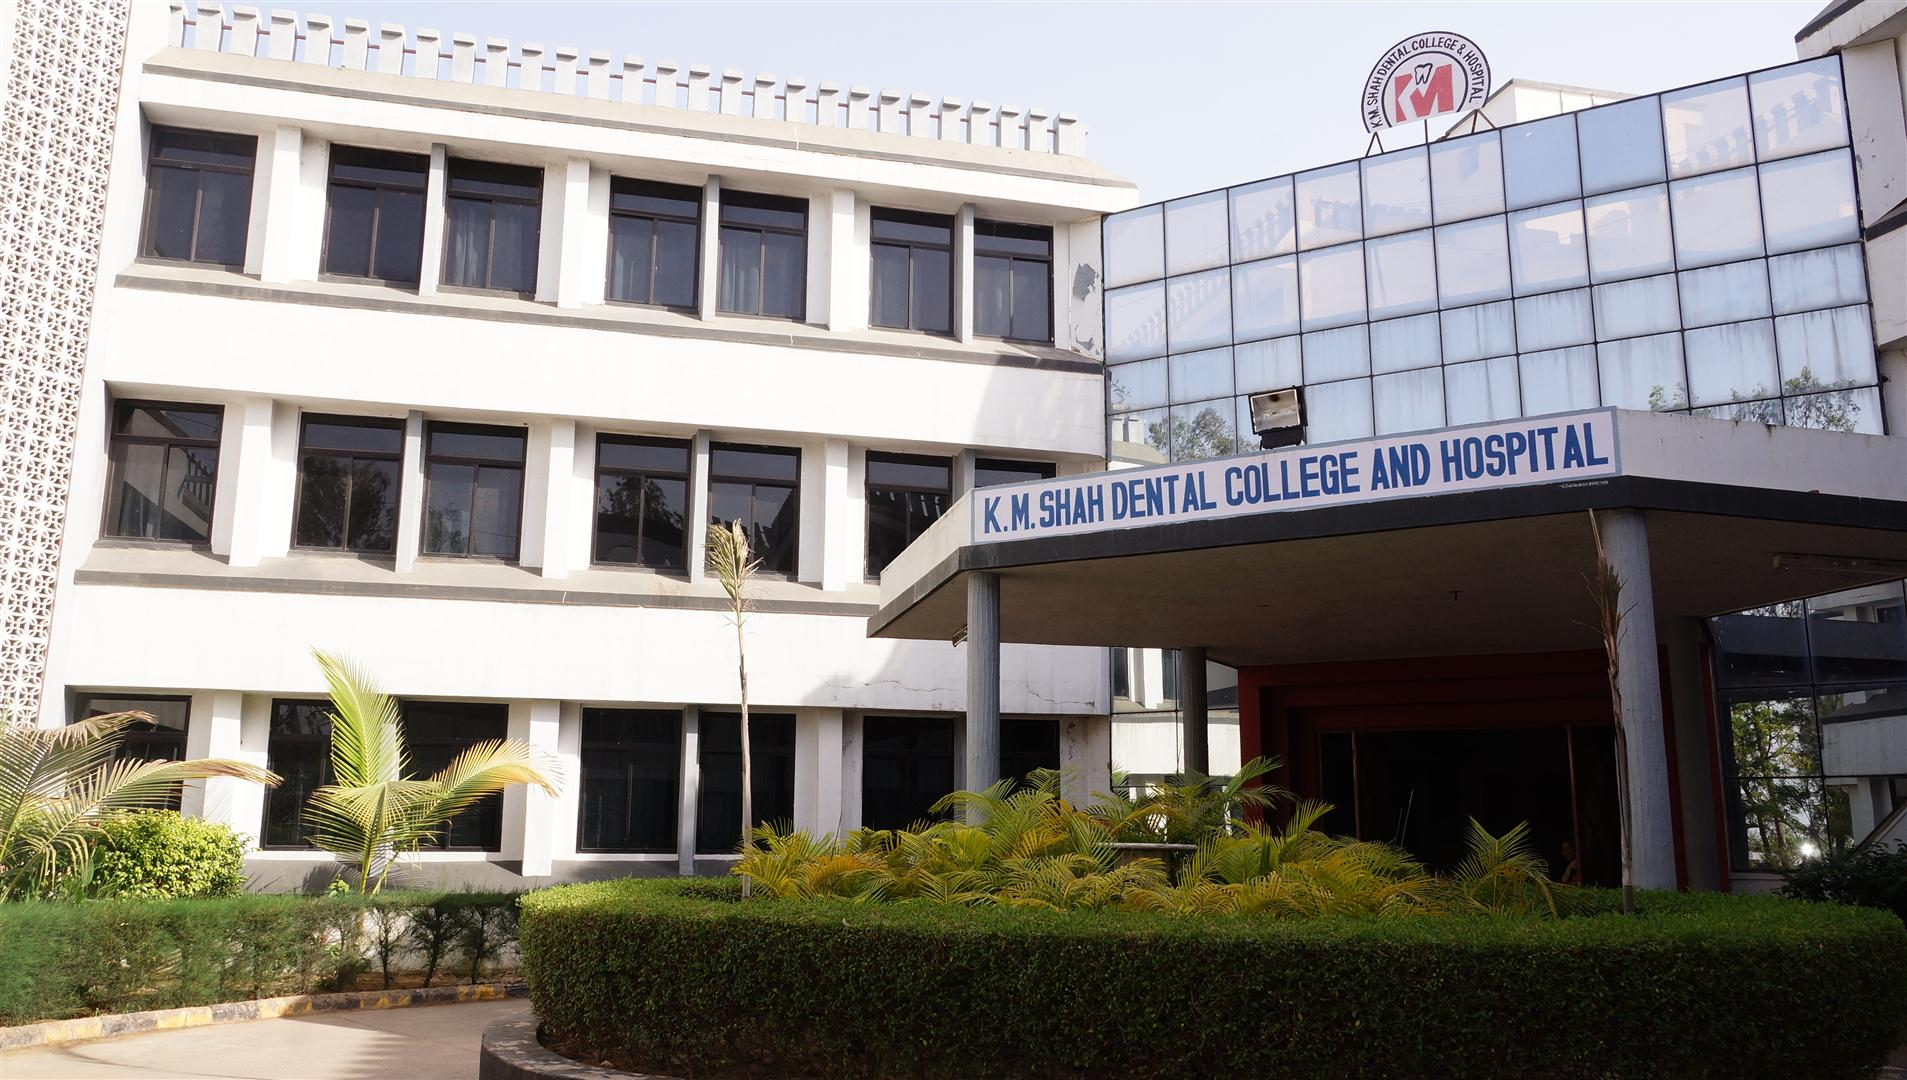 K.M. SHAH DENTAL COLLEGE & HOSPITAL
KM
K.M. SHAH DENTAL COLLEGE AND HOSPITAL